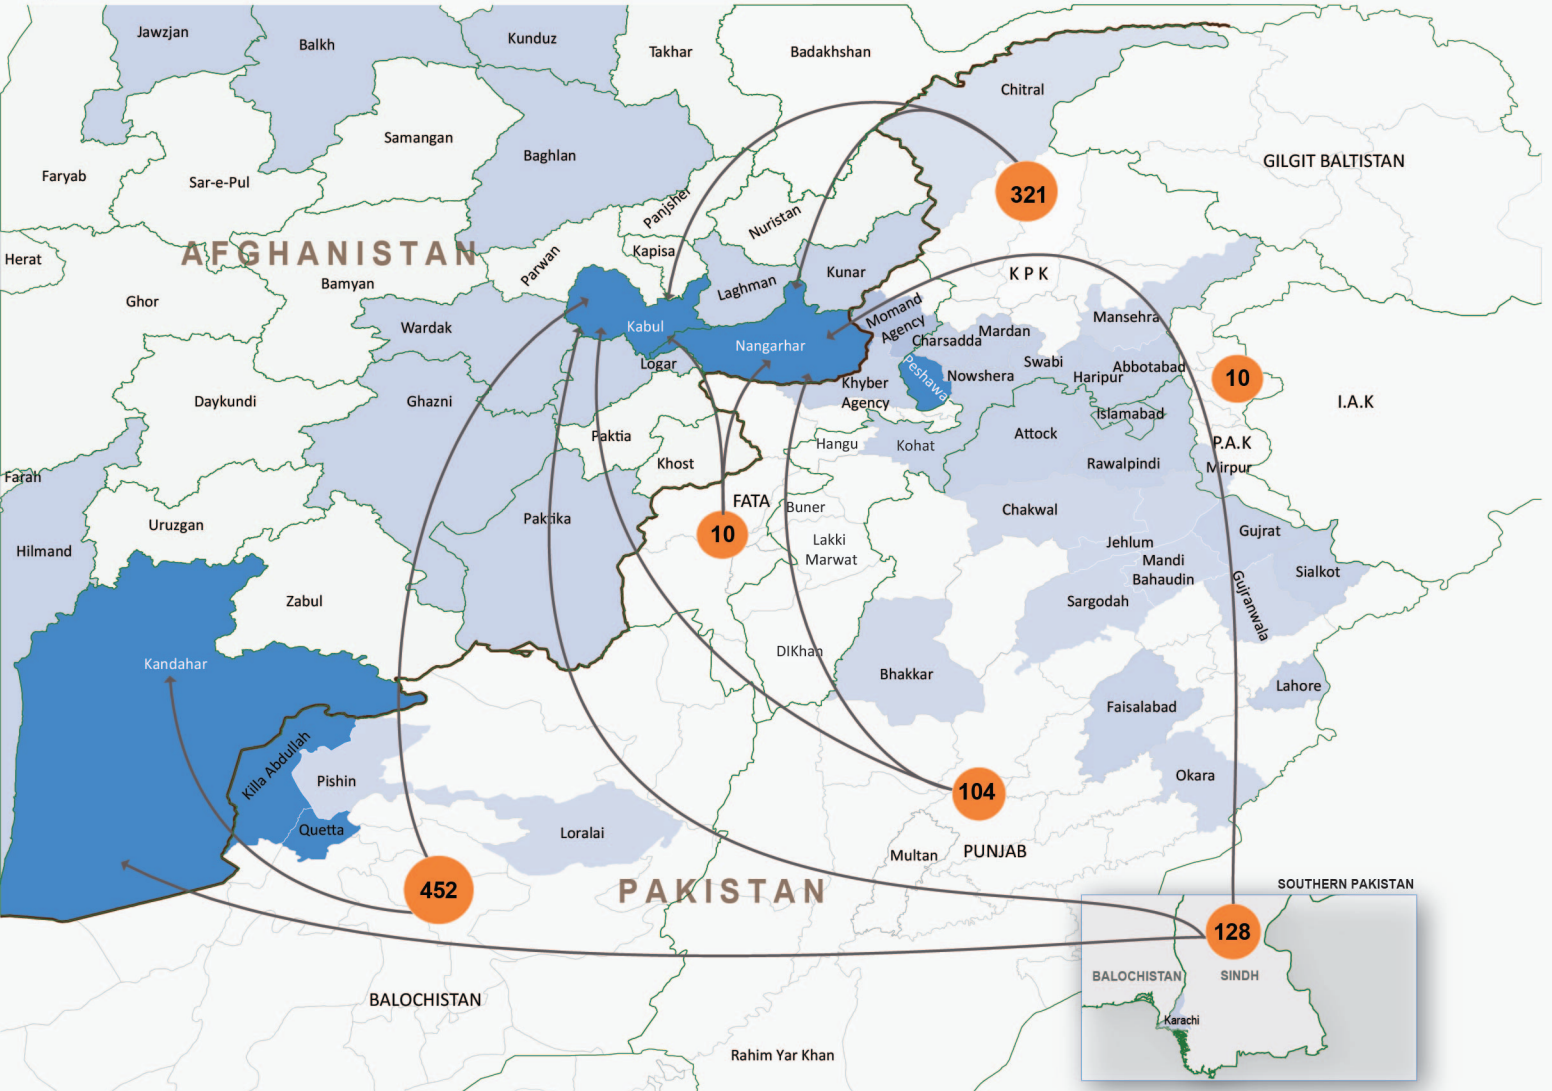 Jawzjan
Balkh
Kunduz
Takhar
Badakhshan
Chitral
Samangan
Baghlan
Faryab
Sar-e-Pul
GILGIT BALTISTAN
321
Panjsher
Nuristan
AFGHANISTAN
Herat
Parwan
Kapisa
Kunar
KPK
Bamyan
Laghman
Ghor
Momand
Agency
Mansehra
Wardak
Kabul
Nangarhar
Charsadda
Mardan
Logar
Peshawa
Nowshera
Swabi
Haripur
Abbotabad
10
Khyber
Agency
Daykundi
Ghazni
Islamabad
I.A.K
Paktia
Hangu
Kohat
Attock
P.A.K
Khost
Rawalpindi
Mirpur
Farah
FATA
Buner
Chakwal
Uruzgan
Paktika
10
Lakki
Marwat
Gujrat
Jehlum
Hilmand
Mandi
Bahaudin
Sialkot
Zabul
Sargodah
Gujranwala
DIKhan
Kandahar
Bhakkar
Lahore
Faisalabad
Killa Abdullah
Pishin
Okara
104
Quetta
Loralai
Multan
PUNJAB
452
PAKISTAN
SOUTHERN PAKISTAN
128
BALOCHISTAN
SINDH
BALOCHISTAN
Karachi
Rahim Yar Khan